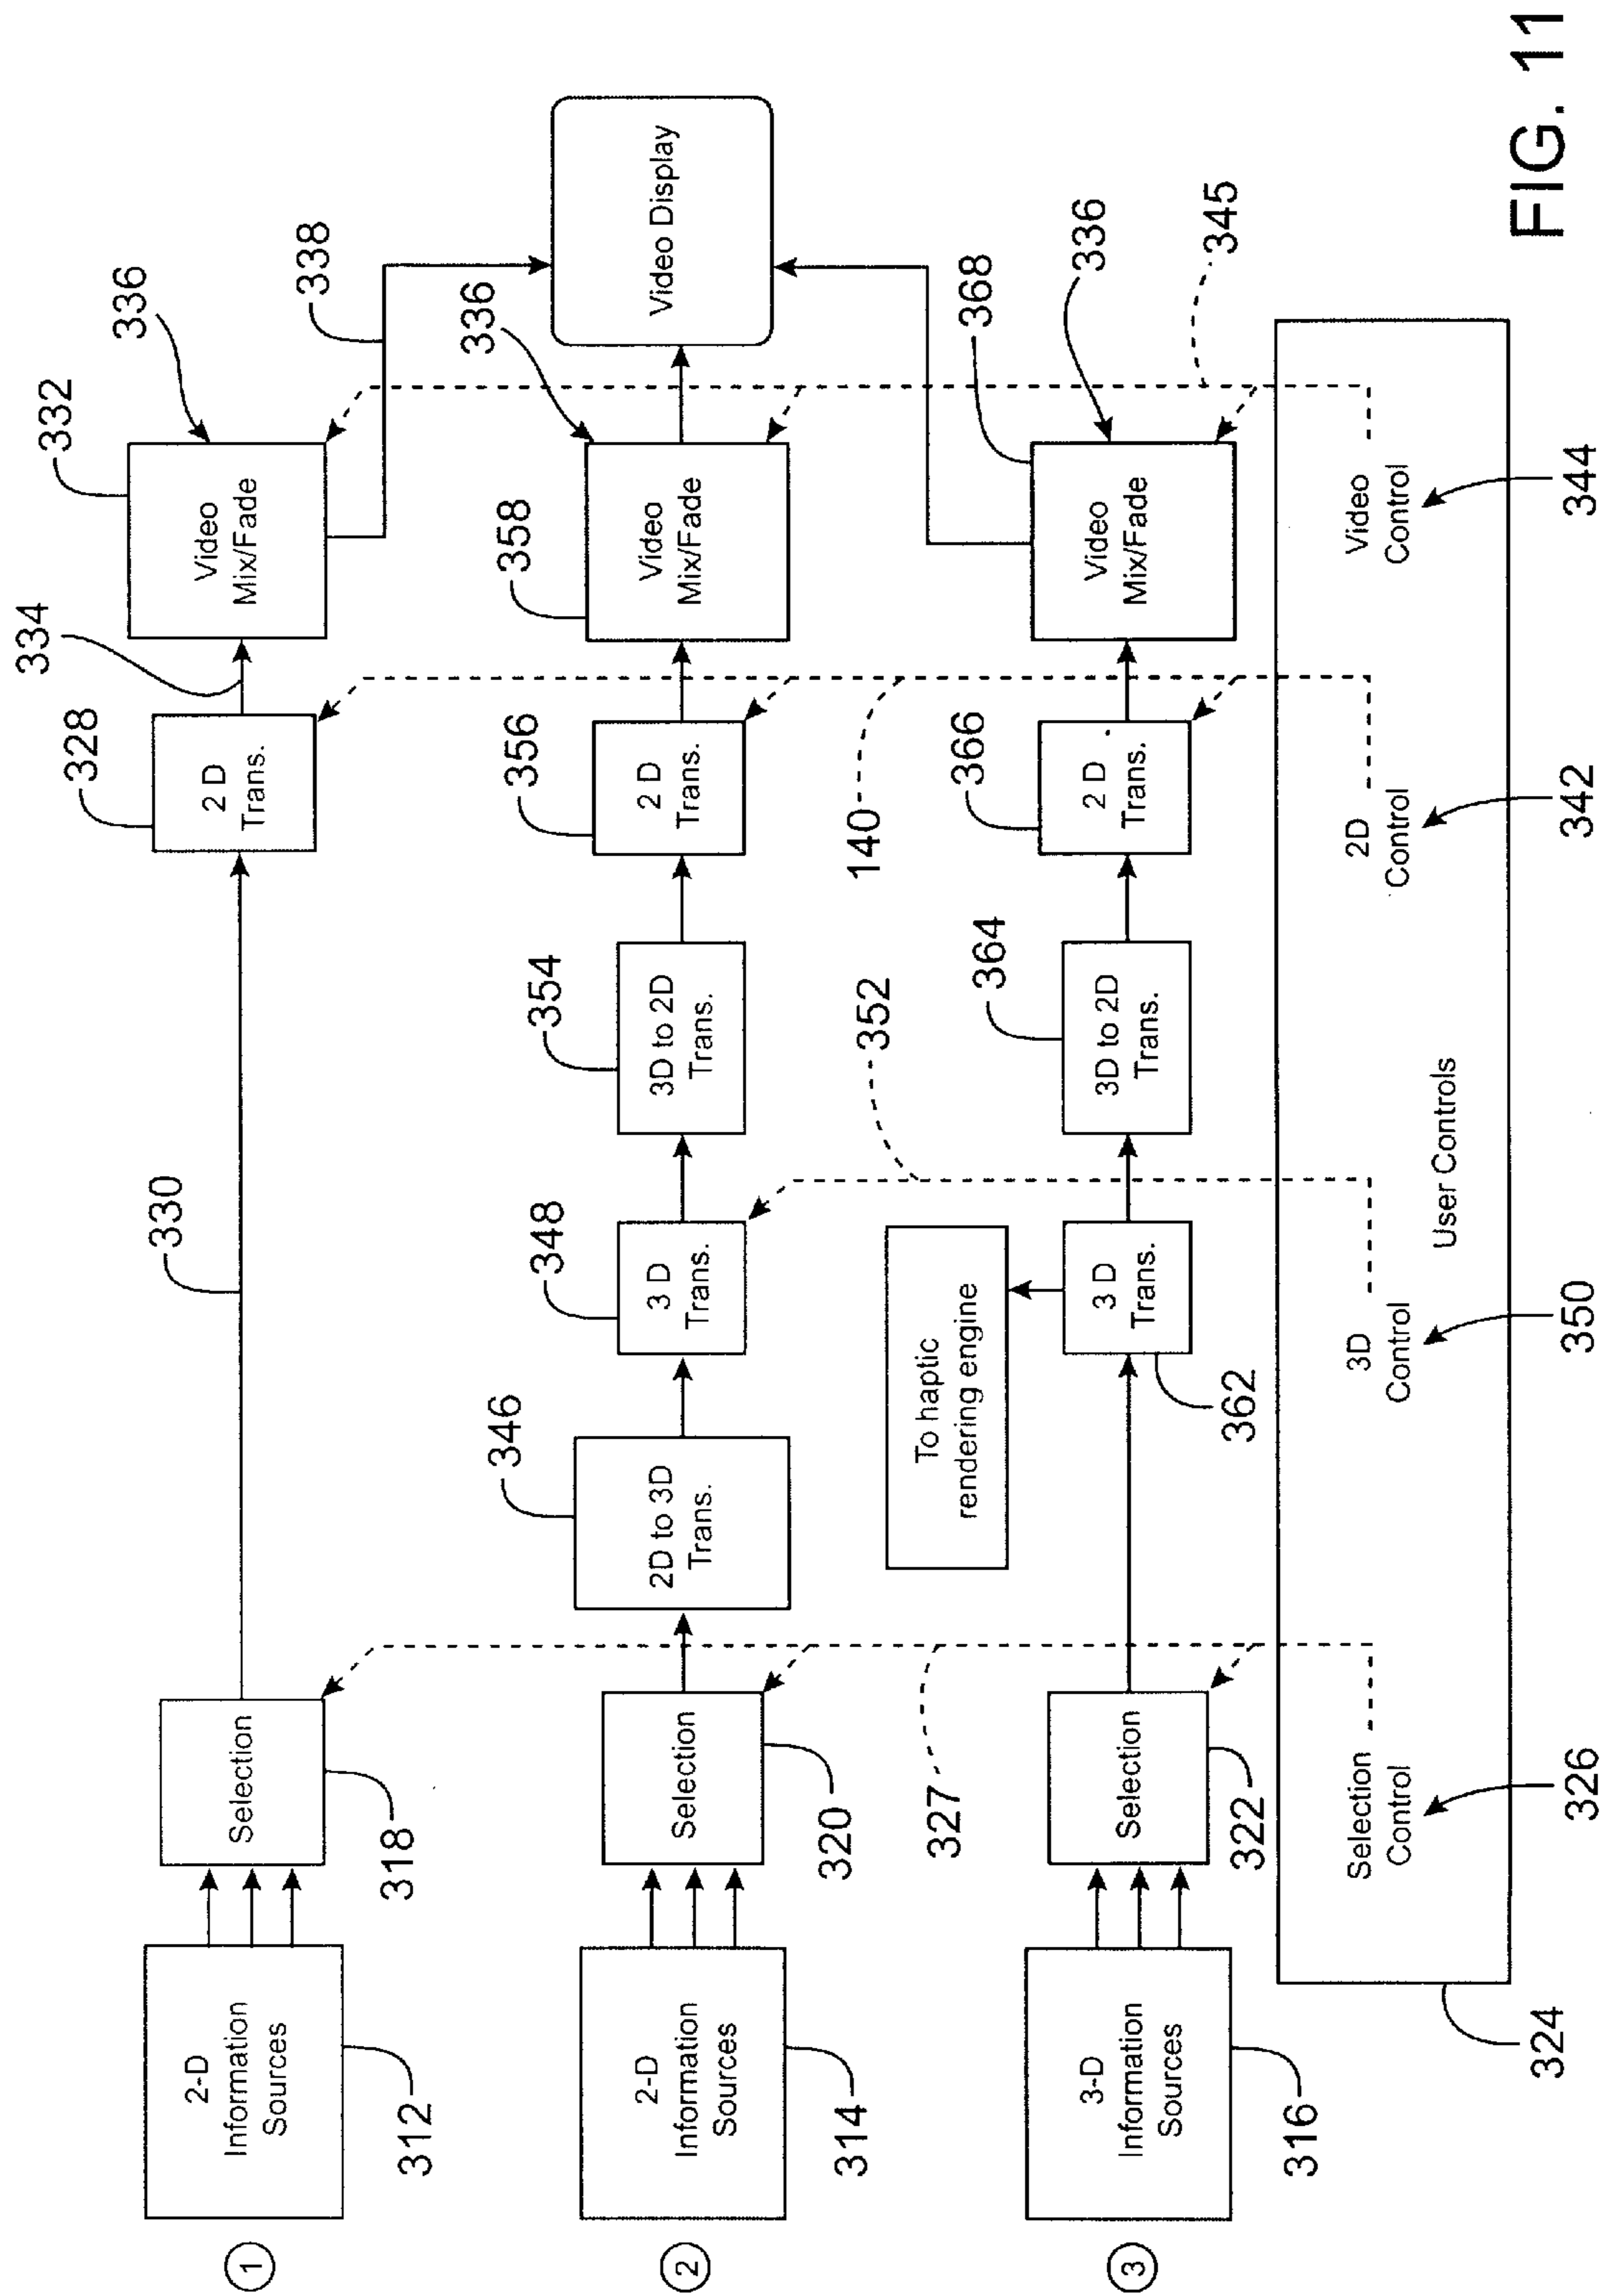 ①
2-D
Information
Sources
312
Selection
318
330
328
2 D
Trans.
334
332
Video
Mix/Fade
336
338
②
2-D
Information
Sources
314
Selection
320
346
2D to 3D
Trans.
348
3 D
Trans.
354
3D to 2D
Trans.
356
2 D
Trans.
358
Video
Mix/Fade
336
Video Display
327
352
140
③
3-D
Information
Sources
316
Selection
322
To haptic
rendering engine
3 D
Trans.
362
364
3D to 2D
Trans.
366
2 D
Trans.
368
Video
Mix/Fade
336
345
324
Selection
Control
326
3D
Control
350
User Controls
2D
Control
342
Video
Control
344
FIG. 11